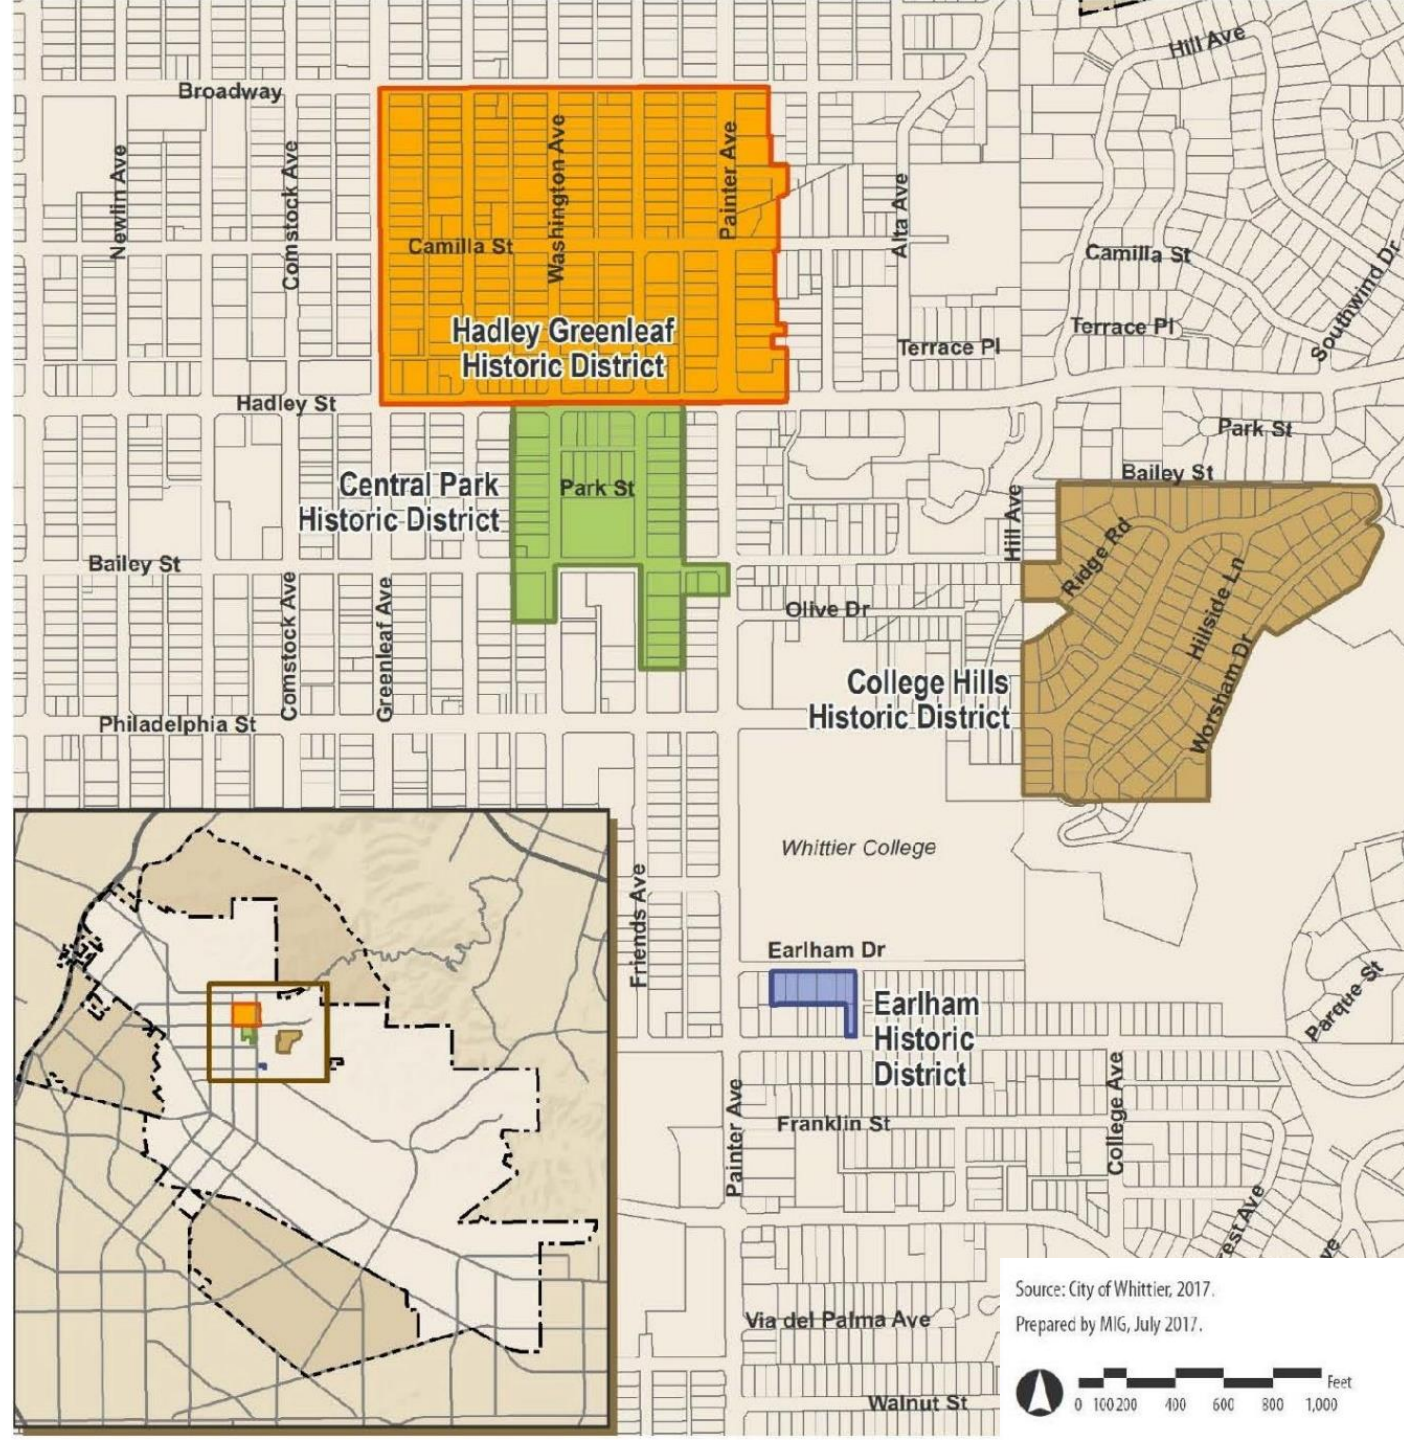 Hill Ave
Broadway
Newlin Ave
Comstock Ave
Washington Ave
Painter Ave
Alta Ave
Camilla St
Camilla St
Southwind Dr
Terrace Pl
Terrace Pl
Hadley Greenleaf
Historic District
Hadley St
Park St
Bailey St
Central Park
Historic District
Park St
Hill Ave
Ridge Rd
Hillside Ln
Worsham Dr
Bailey St
Comstock Ave
Greenleaf Ave
Olive Dr
College Hills
Historic District
Philadelphia St
Whittier College
Friends Ave
Earlham Dr
Earlham
Historic
District
Parque St
Painter Ave
Franklin St
College Ave
est Ave
ve
Via del Palma Ave
Walnut St
Source: City of Whittier, 2017.
Prepared by MIG, July 2017.
Feet
0 100 200 400 600 800 1,000